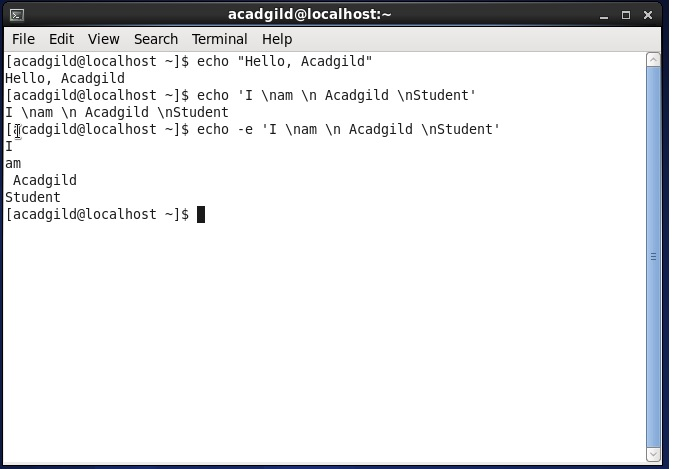 acadgild@localhost:~
File Edit View Search Terminal Help
[acadgild@localhost ~]$ echo "Hello, Acadgild"
Hello, Acadgild
[acadgild@localhost ~]$ echo 'I \nam \n Acadgild \nStudent'
I \nam \n Acadgild \nStudent
[acadgild@localhost ~]$ echo -e 'I \nam \n Acadgild \nStudent'
I
am
 Acadgild
Student
[acadgild@localhost ~]$